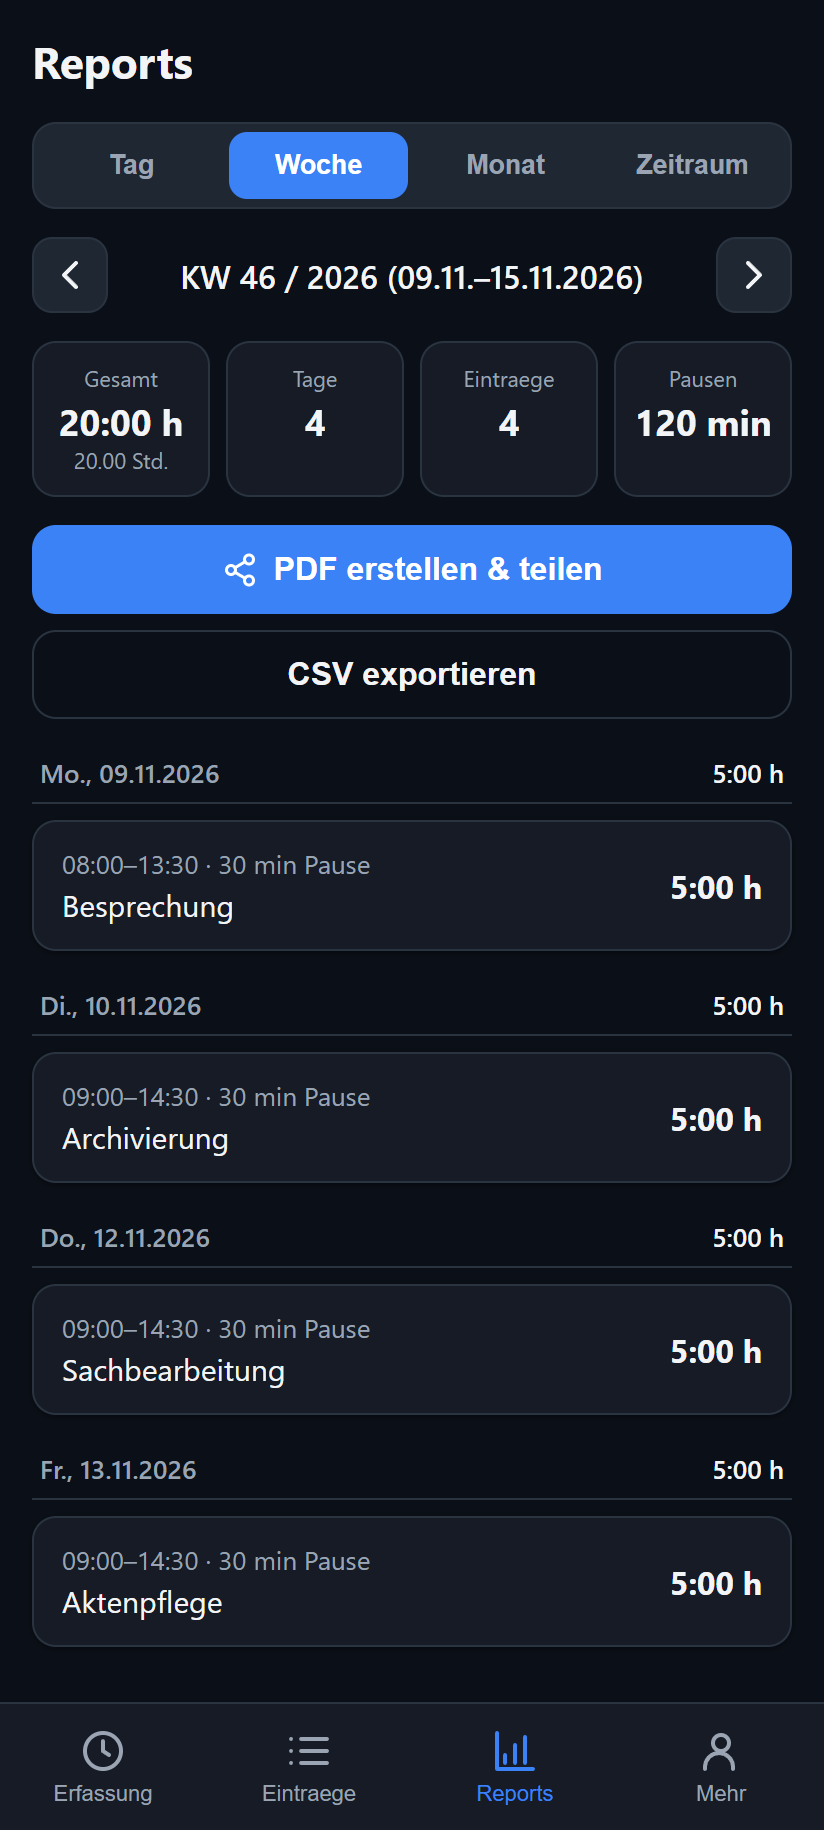 Reports
Tag Woche Monat Zeitraum
KW 46 / 2026 (09.11.–15.11.2026)
Gesamt Tage Eintraege Pausen
20:00 h 4 4 120 min
20.00 Std.
PDF erstellen & teilen
CSV exportieren
Mo., 09.11.2026 5:00 h
08:00–13:30 · 30 min Pause
Besprechung
5:00 h
Di., 10.11.2026 5:00 h
09:00–14:30 · 30 min Pause
Archivierung
5:00 h
Do., 12.11.2026 5:00 h
09:00–14:30 · 30 min Pause
Sachbearbeitung
5:00 h
Fr., 13.11.2026 5:00 h
09:00–14:30 · 30 min Pause
Aktenpflege
5:00 h
Erfassung Eintraege Reports Mehr